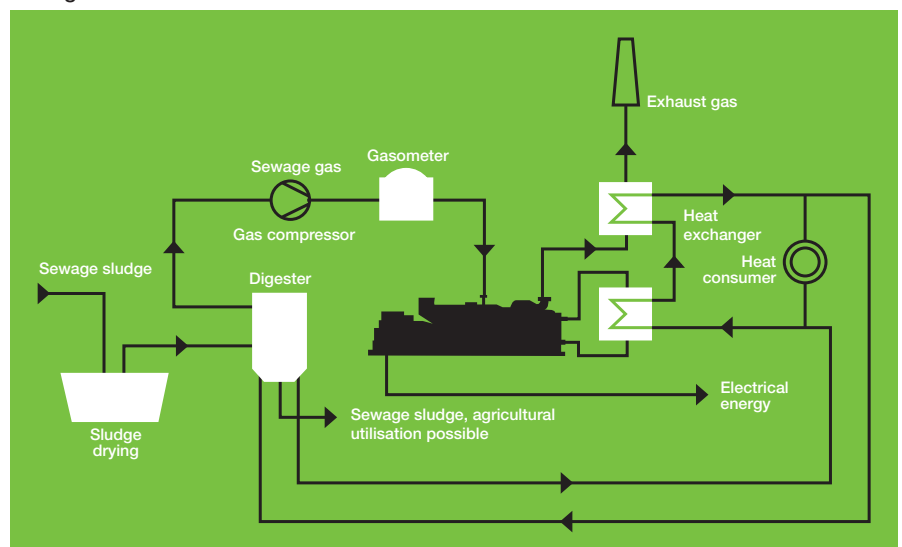 Exhaust gas
Sewage gas
Gasometer
Gas compressor
Heat
exchanger
Sewage sludge
Digester
Heat
consumer
Electrical
energy
Sewage sludge, agricultural
utilisation possible
Sludge
drying